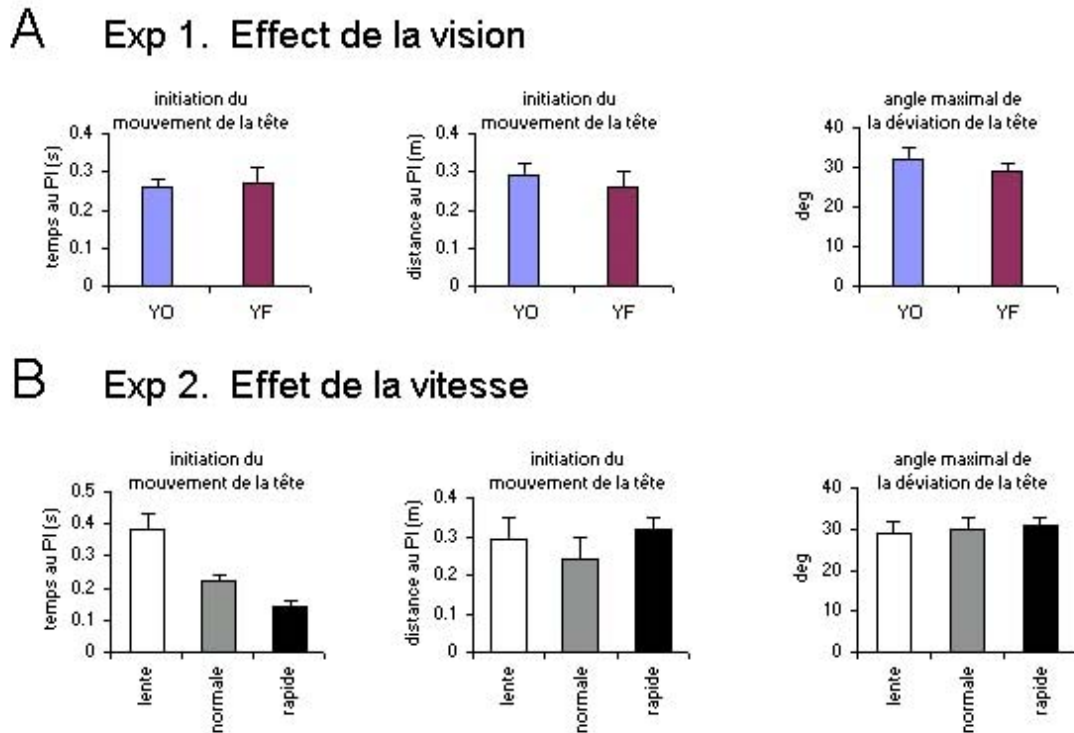 A Exp 1. Effect de la vision
initiation du
mouvement de la tête
temps au PI (s)
0.4
0.3
0.2
0.1
0
YO YF
initiation du
mouvement de la tête
distance au PI (m)
0.4
0.3
0.2
0.1
0
YO YF
angle maximal de
la déviation de la tête
deg
40
30
20
10
0
YO YF
B Exp 2. Effet de la vitesse
initiation du
mouvement de la tête
temps au PI (s)
0.5
0.4
0.3
0.2
0.1
0
lente
normale
rapide
initiation du
mouvement de la tête
distance au PI (m)
0.4
0.3
0.2
0.1
0
lente
normale
rapide
angle maximal de
la déviation de la tête
deg
40
30
20
10
0
lente
normale
rapide